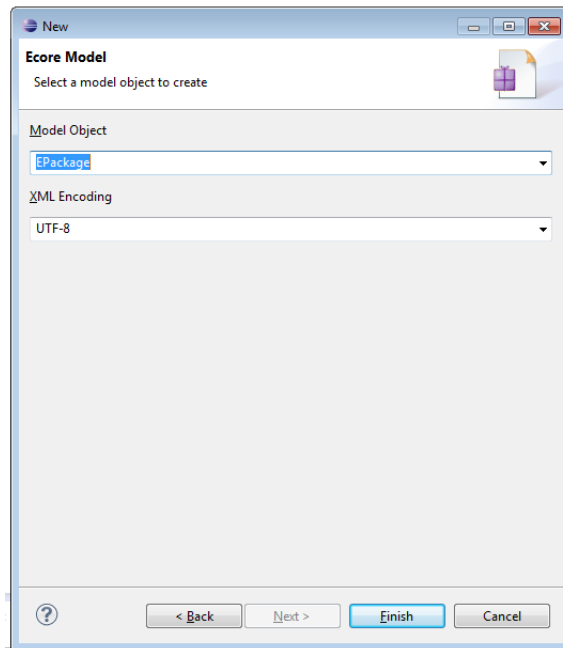 New
Ecore Model
Select a model object to create
Model Object
EPackage
XML Encoding
UTF-8
? < Back Next > Finish Cancel